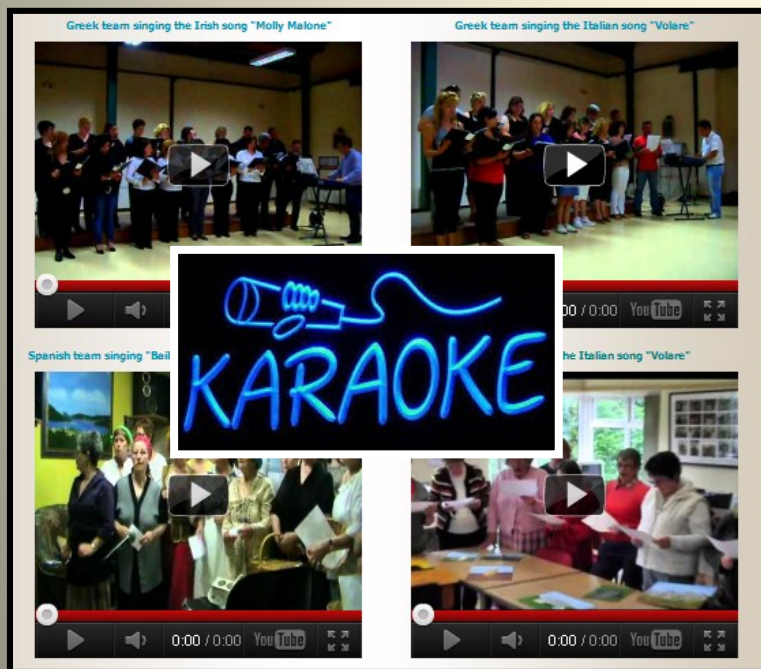 Greek team singing the Irish song "Molly Malone"
Greek team singing the Italian song "Volare"
00 / 0:00 YouTube
KARAOKE
Spanish team singing "Bail
he Italian song "Volare"
0:00 / 0:00 YouTube
0:00 / 0:00 YouTube